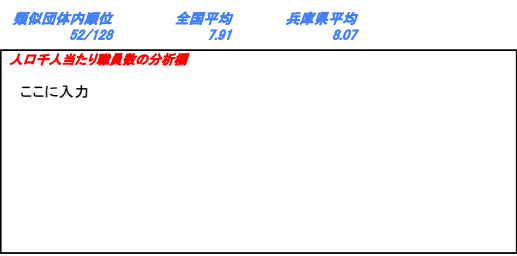 類似団体内順位 全国平均 兵庫県平均
52/128 7.91 8.07
人口千人当たり職員数の分析欄
ここに入力